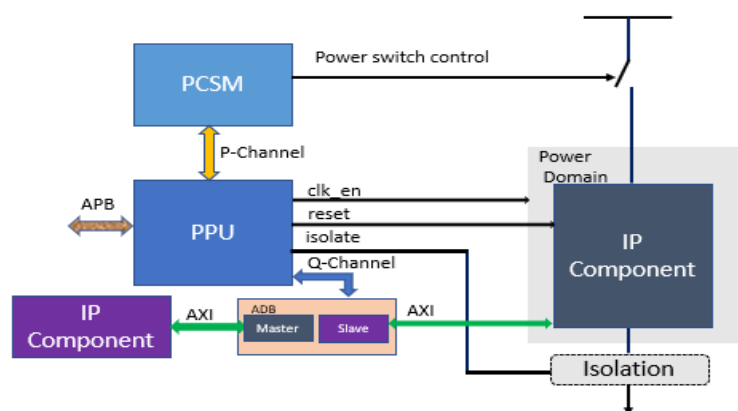 Power switch control
PCSM
P-Channel
Power
Domain
clk_en
APB
PPU
reset
isolate
IP
Component
Q-Channel
IP
Component
AXI
ADB
Master
Slave
AXI
Isolation